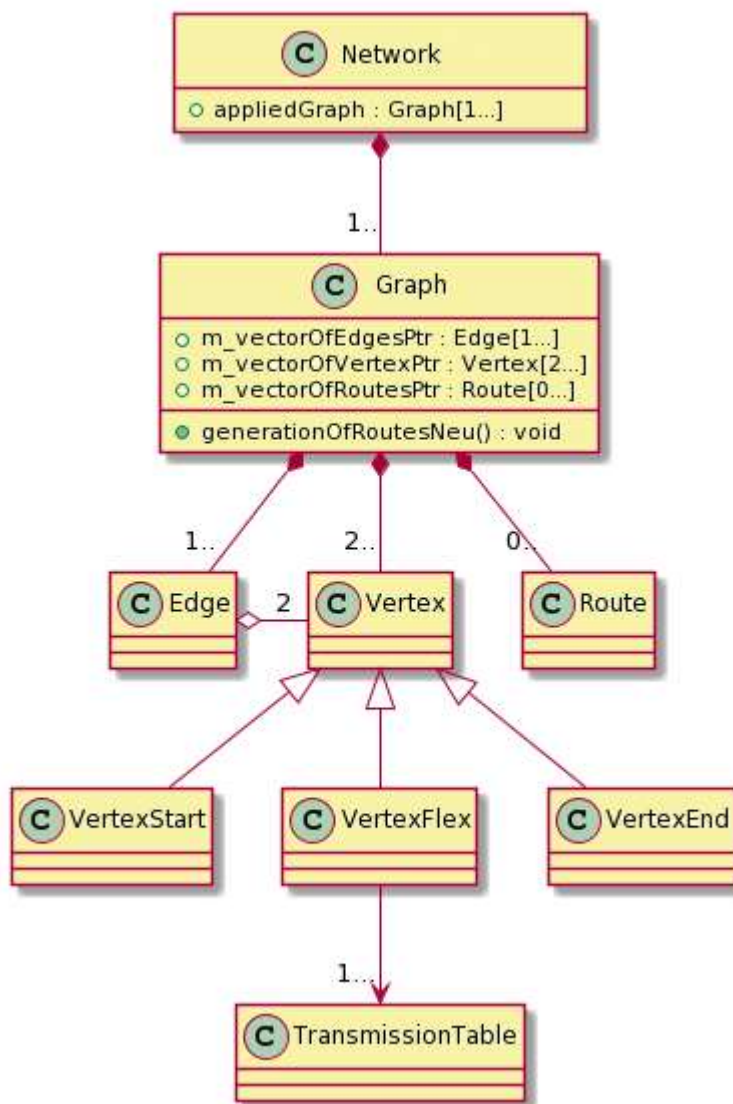 C Network
appliedGraph : Graph[1...]
1..
C Graph
m_vectorOfEdgesPtr : Edge[1...]
m_vectorOfVertexPtr : Vertex[2...]
m_vectorOfRoutesPtr : Route[0...]
generationOfRoutesNeu() : void
1..
2..
0..
C Edge
2
C Vertex
C Route
C VertexStart
C VertexFlex
C VertexEnd
1...
C TransmissionTable